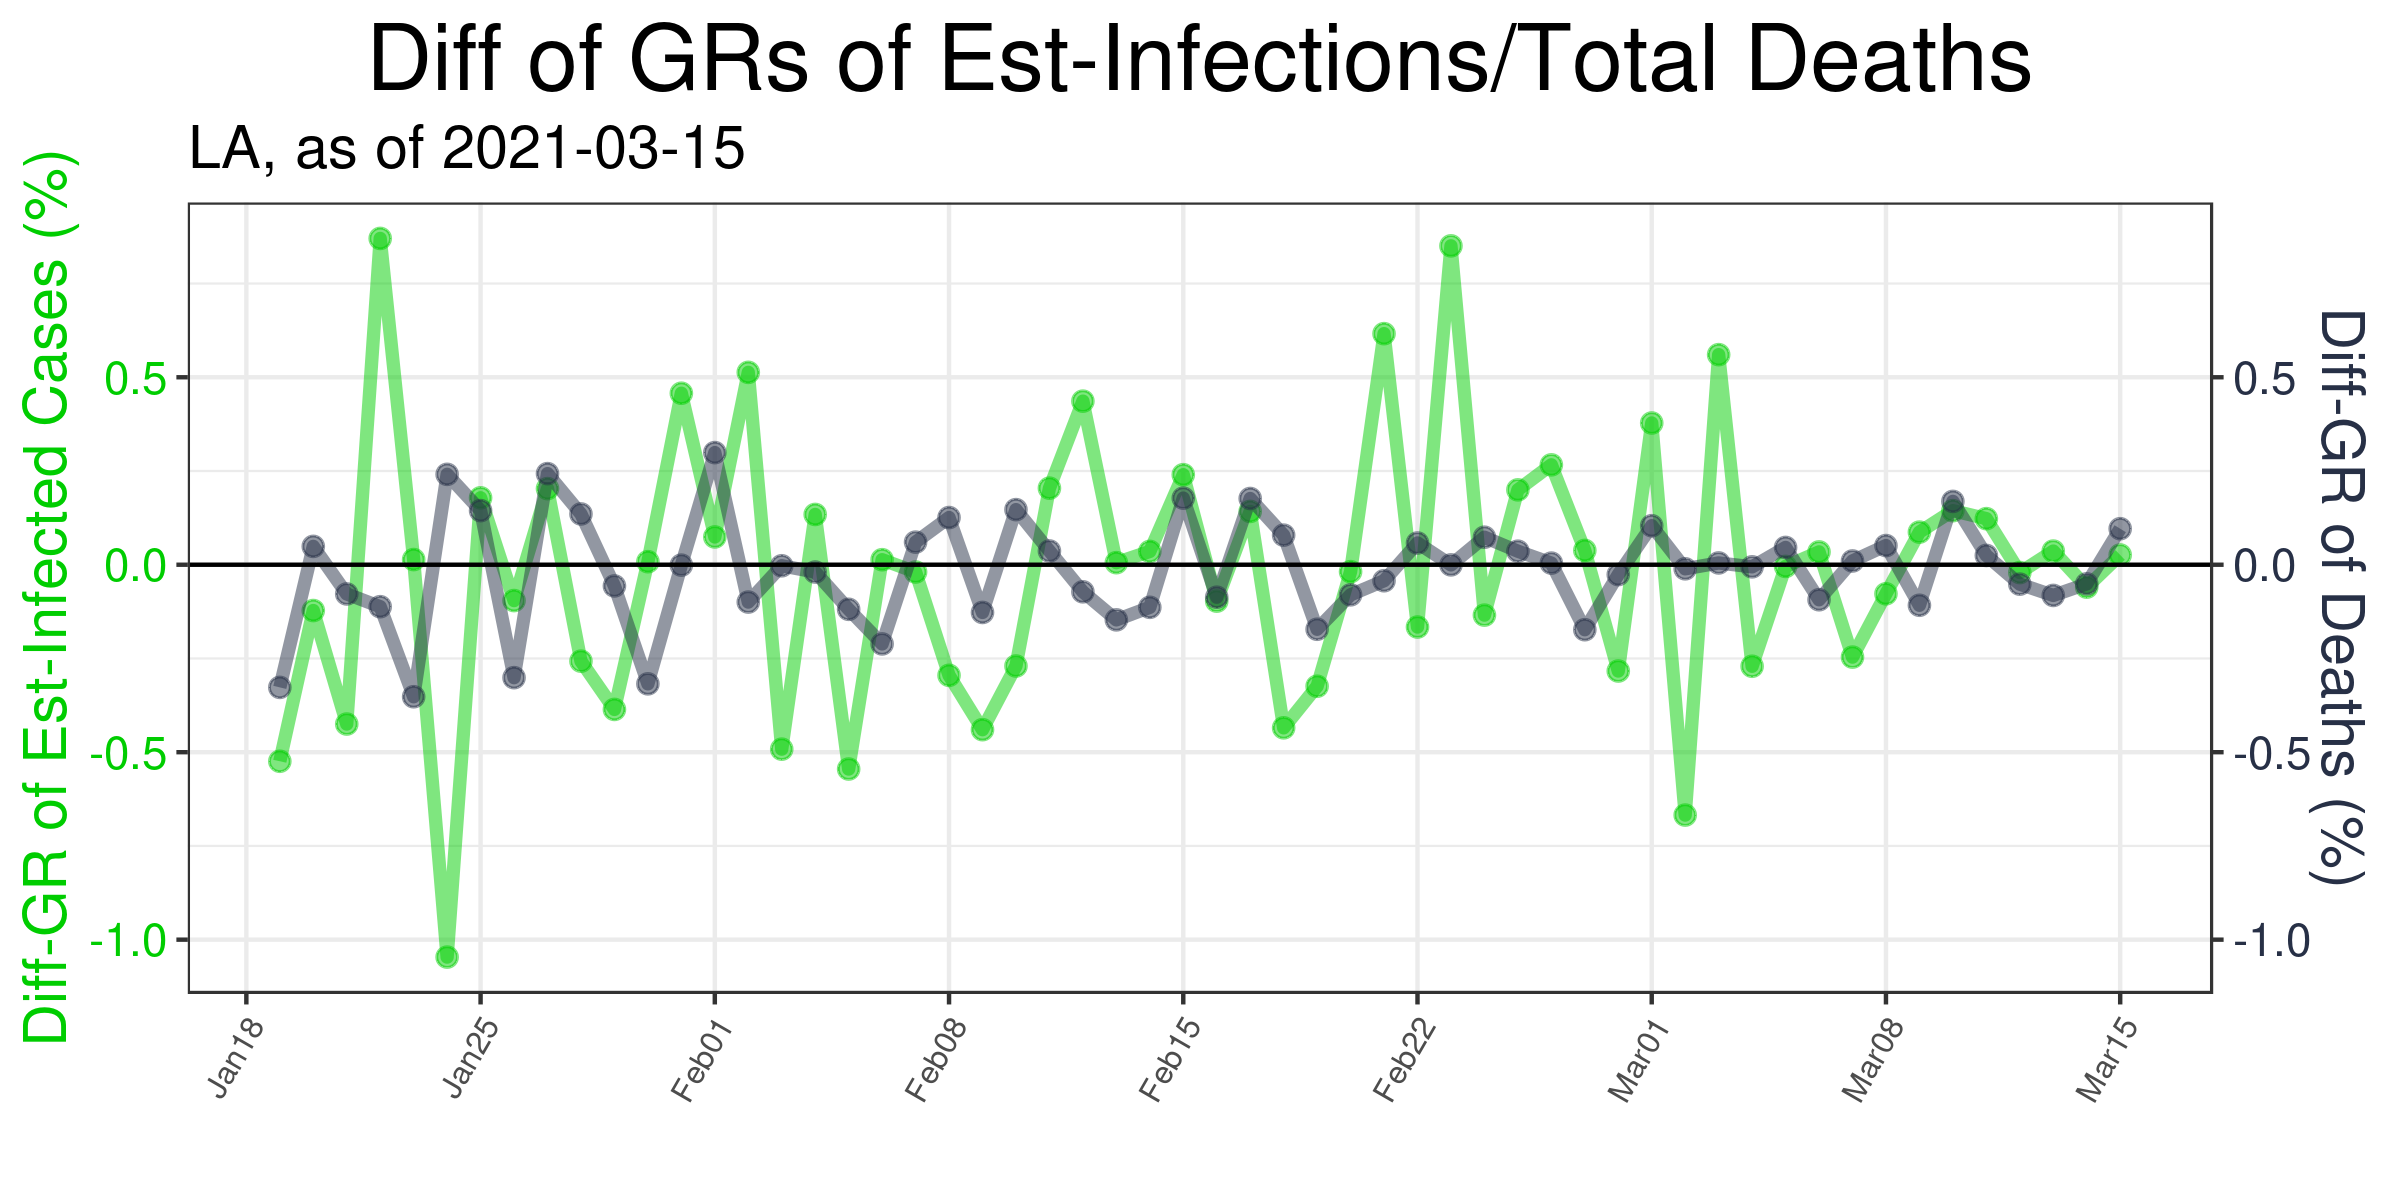 Diff of GRs of Est-Infections/Total Deaths
LA, as of 2021-03-15
Diff-GR of Est-Infected Cases (%)
0.5
0.0
-0.5
-1.0
0.5
0.0
-0.5
-1.0
Diff-GR of Deaths (%)
Jan18
Jan25
Feb01
Feb08
Feb15
Feb22
Mar01
Mar08
Mar15